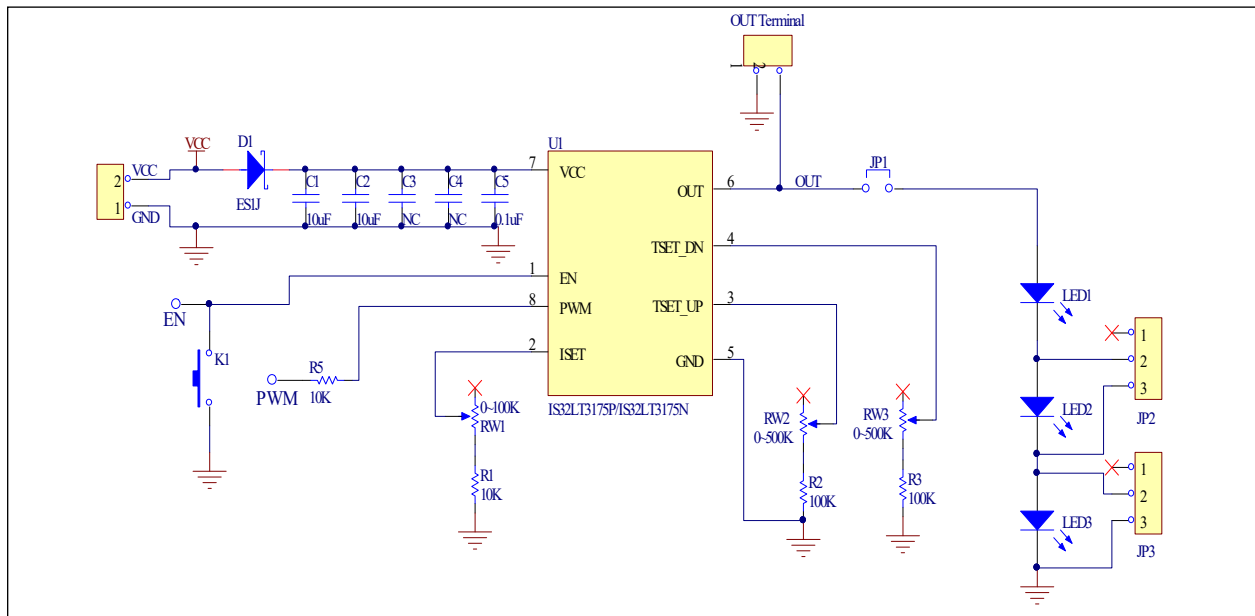 OUT Terminal
1
2
VCC
D1
ES1J
2
VCC
1
GND
C1
10uF
C2
10uF
C3
NC
C4
NC
C5
0.1uF
U1
7
VCC
1
EN
8
PWM
2
ISET
OUT
6
TSET_DN
4
TSET_UP
3
GND
5
IS32LT3175P/IS32LT3175N
OUT
JP1
EN
K1
R5
PWM
10K
0~100K
RW1
R1
10K
RW2
0~500K
R2
100K
RW3
0~500K
R3
100K
LED1
LED2
LED3
1
2
3
JP2
1
2
3
JP3